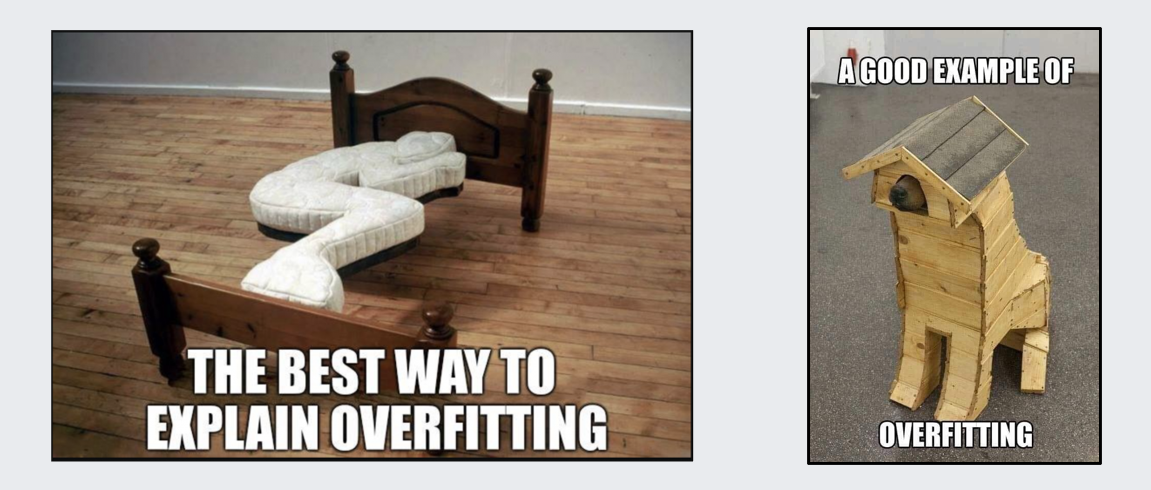 THE BEST WAY TO
EXPLAIN OVERFITTING
A GOOD EXAMPLE OF
OVERFITTING